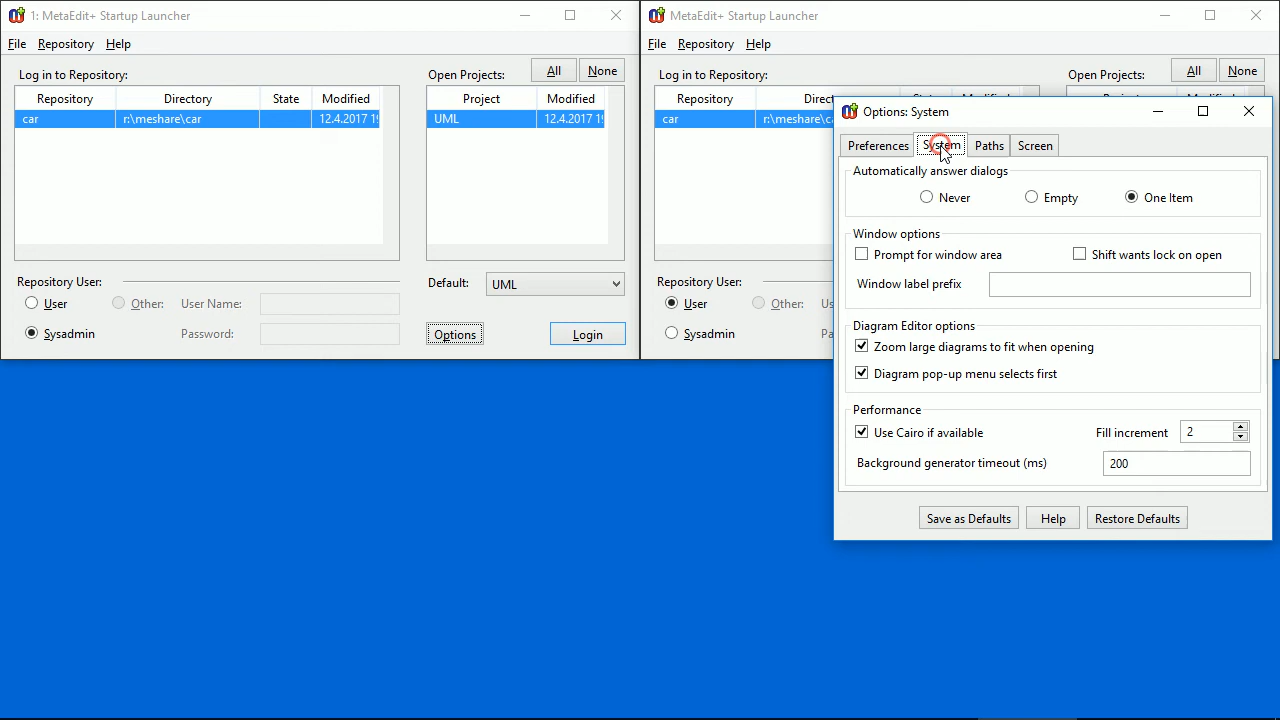 1: MetaEdit+ Startup Launcher
File Repository Help
Log in to Repository:
Open Projects: All None
Repository Directory State Modified
Project Modified
car r:\meshare\car 12.4.2017 19
UML 12.4.2017 19
Repository User:
Default: UML
User Other: User Name:
Sysadmin Password:
Options Login
MetaEdit+ Startup Launcher
File Repository Help
Log in to Repository:
Open Projects: All None
Repository
car r:\meshare\car
Repository User:
User Other:
Sysadmin
Options: System
Preferences System Paths Screen
Automatically answer dialogs
Never Empty One Item
Window options
Prompt for window area Shift wants lock on open
Window label prefix
Diagram Editor options
Zoom large diagrams to fit when opening
Diagram pop-up menu selects first
Performance
Use Cairo if available Fill increment 2
Background generator timeout (ms) 200
Save as Defaults Help Restore Defaults